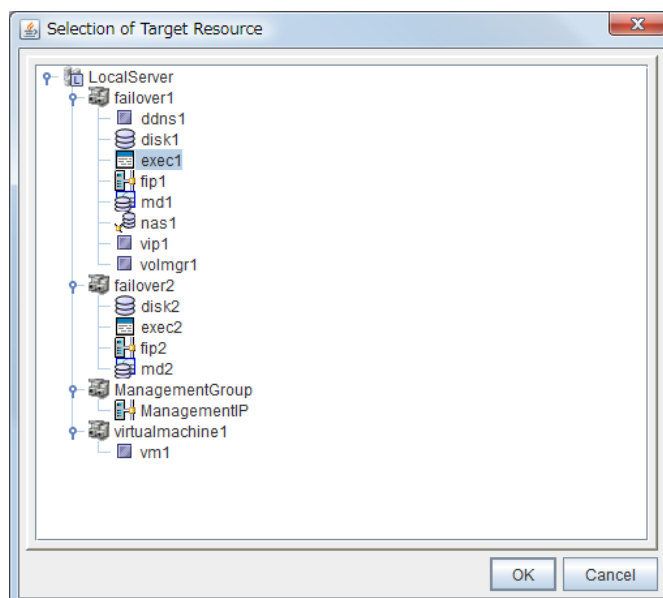 Selection of Target Resource
LocalServer
failover1
ddns1
disk1
exec1
fip1
md1
nas1
vip1
volmgr1
failover2
disk2
exec2
fip2
md2
ManagementGroup
ManagementIP
virtualmachine1
vm1
OK Cancel